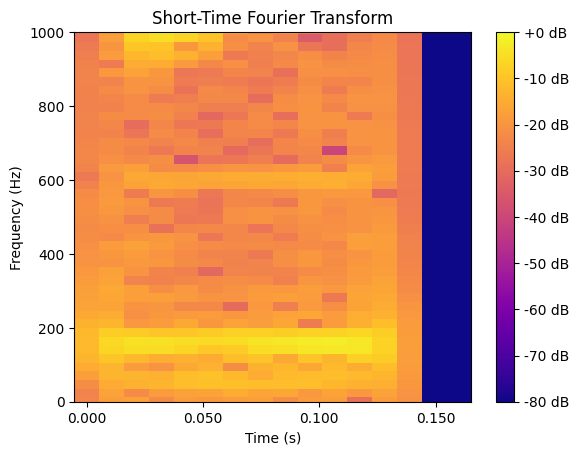 Short-Time Fourier Transform
1000
800
600
400
200
0
Frequency (Hz)
0.000
0.050
0.100
0.150
Time (s)
+0 dB
-10 dB
-20 dB
-30 dB
-40 dB
-50 dB
-60 dB
-70 dB
-80 dB